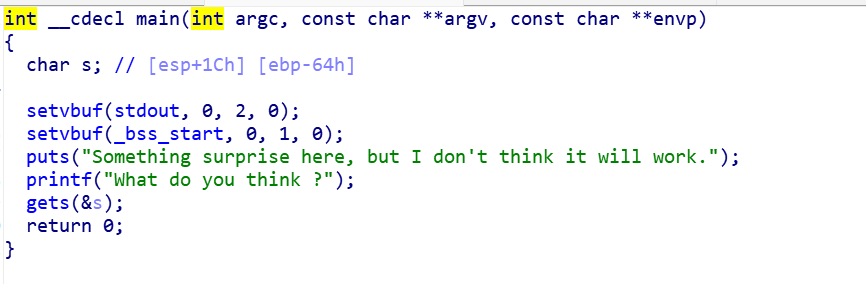 int __cdecl main(int argc, const char **argv, const char **envp)
{
char s; // [esp+1Ch] [ebp-64h]
setvbuf(stdout, 0, 2, 0);
setvbuf(_bss_start, 0, 1, 0);
puts("Something surprise here, but I don't think it will work.");
printf("What do you think ?");
gets(&s);
return 0;
}